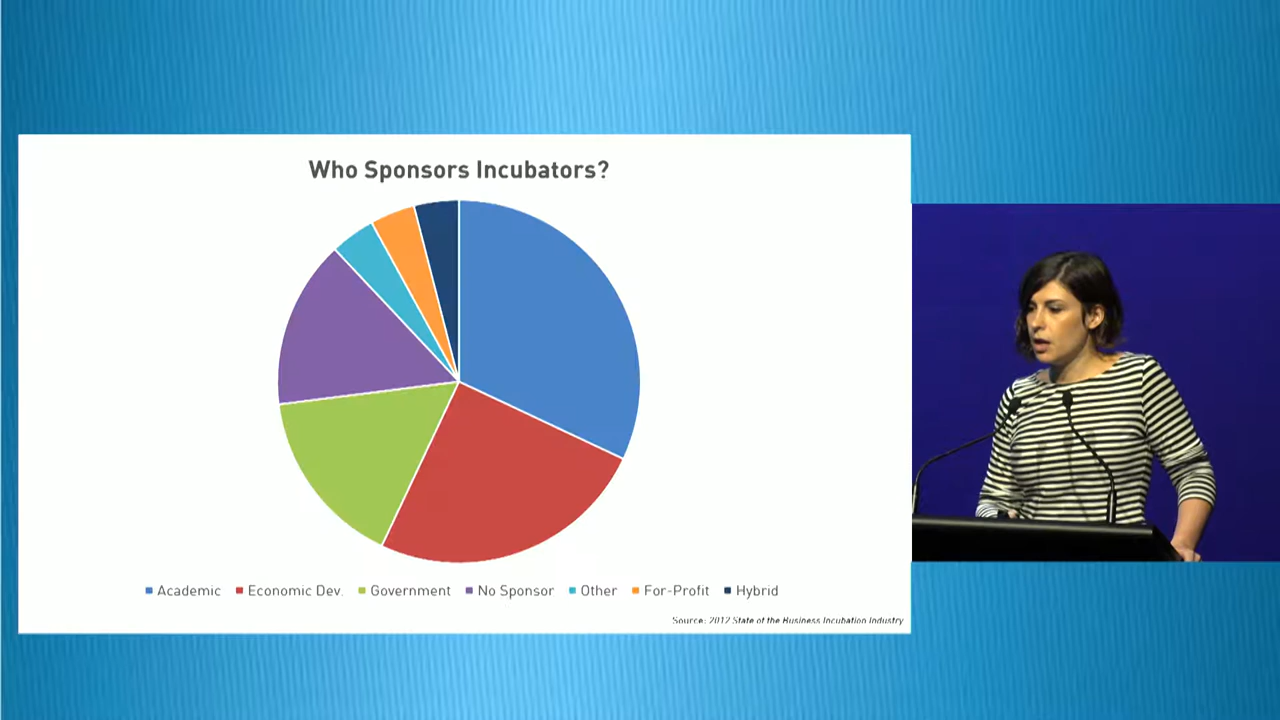 Who Sponsors Incubators?
Academic Economic Dev. Government No Sponsor Other For-Profit Hybrid
Source: 2012 State of the Business Incubation Industry